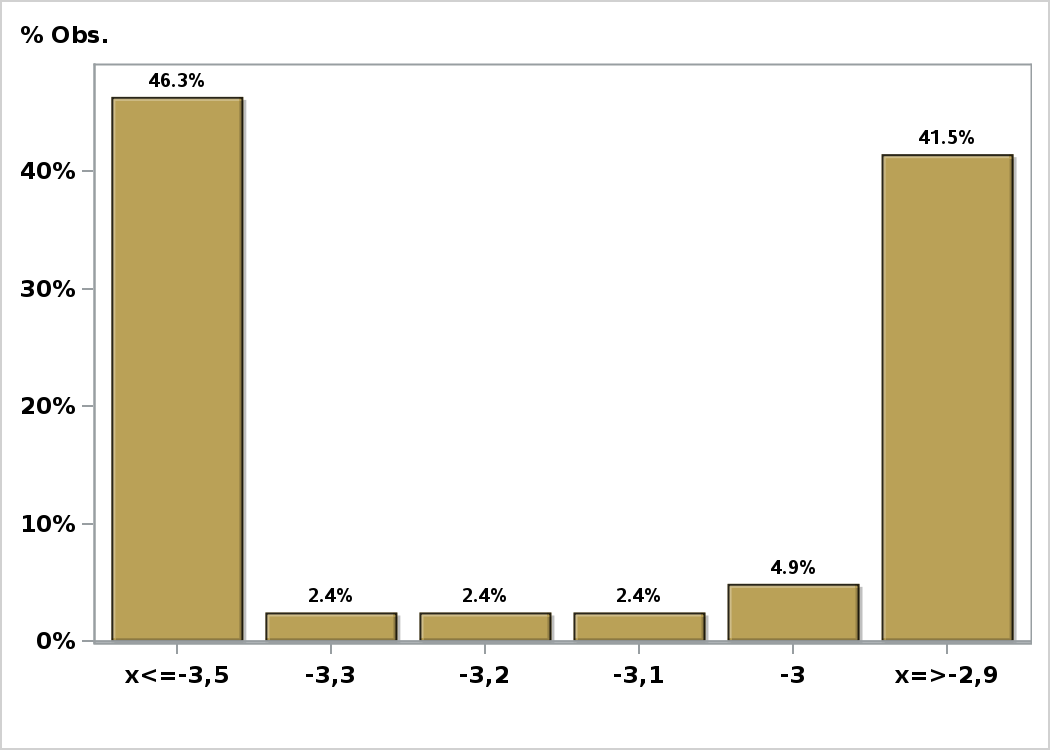 % Obs.
46.3%
41.5%
40%
30%
20%
10%
4.9%
2.4% 2.4% 2.4%
0%
x<=-3,5 -3,3 -3,2 -3,1 -3 x=>-2,9